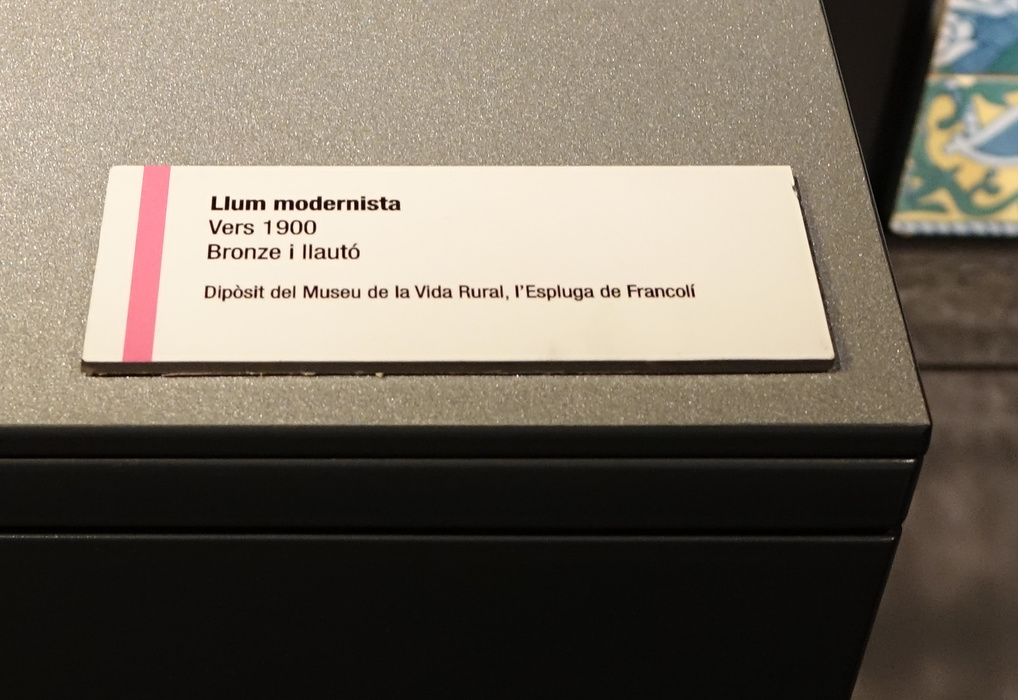 Llum modernista
Vers 1900
Bronze i llautó
Dipòsit del Museu de la Vida Rural, l'Espluga de Francolí